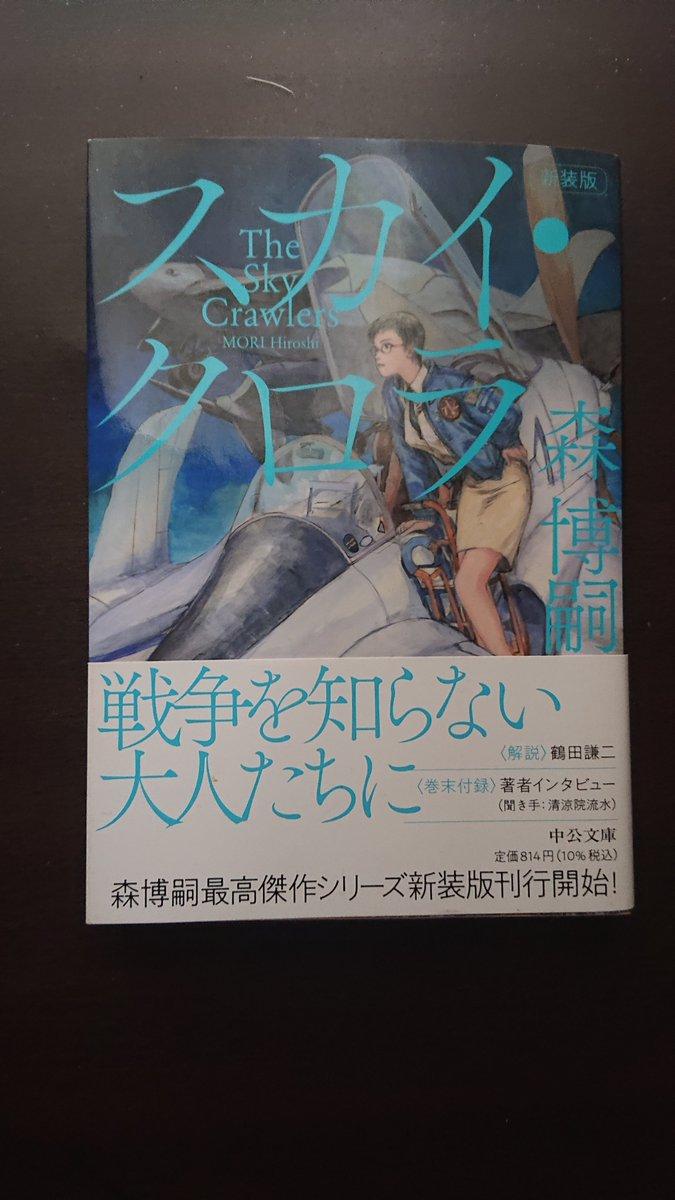 新装版
スカイ・
クロラ
The
Sky
Crawlers
MORI Hiroshi
森博嗣
戦争を知らない
大人たちに
〈解説〉鶴田謙二
〈巻末付録〉著者インタビュー
(聞き手:清涼院流水)
中公文庫
定価814円(10%税込)
森博嗣最高傑作シリーズ新装版刊行開始!